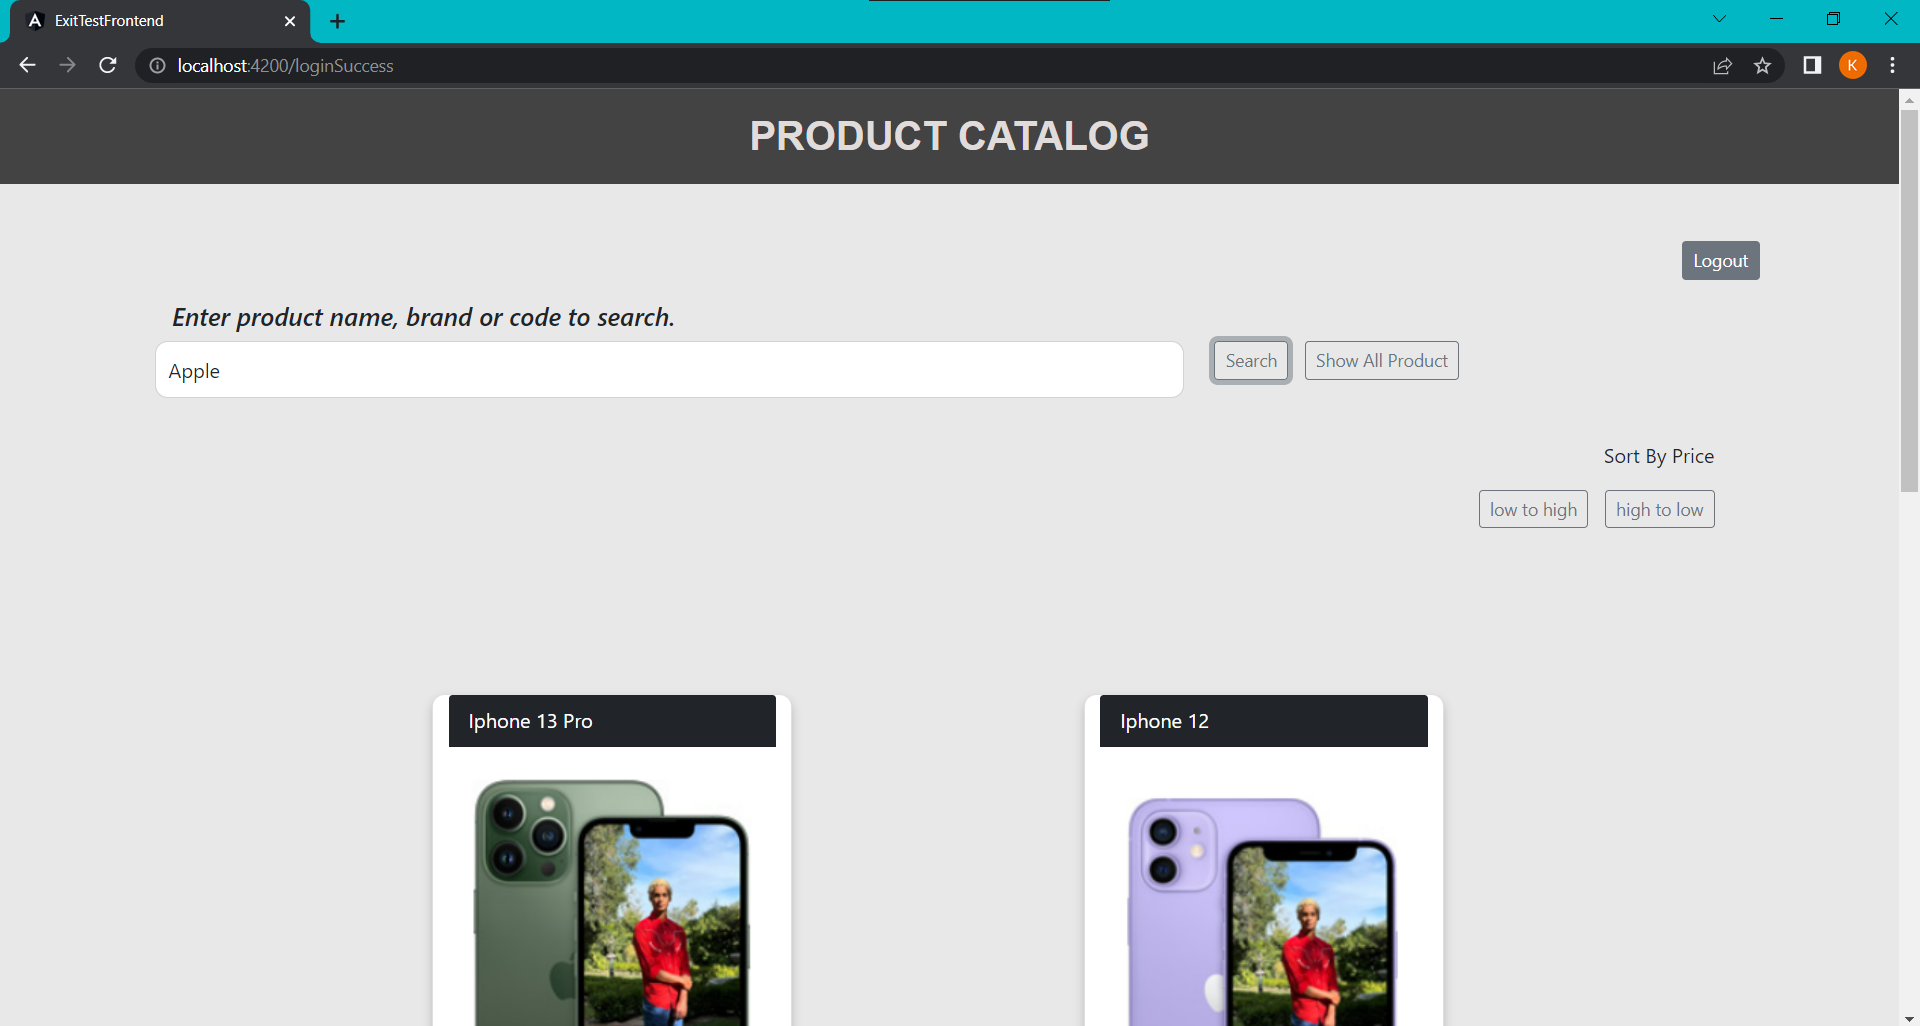 ExitTestFrontend
localhost:4200/loginSuccess
K
PRODUCT CATALOG
Logout
Enter product name, brand or code to search.
Apple
Search
Show All Product
Sort By Price
low to high
high to low
Iphone 13 Pro
Iphone 12